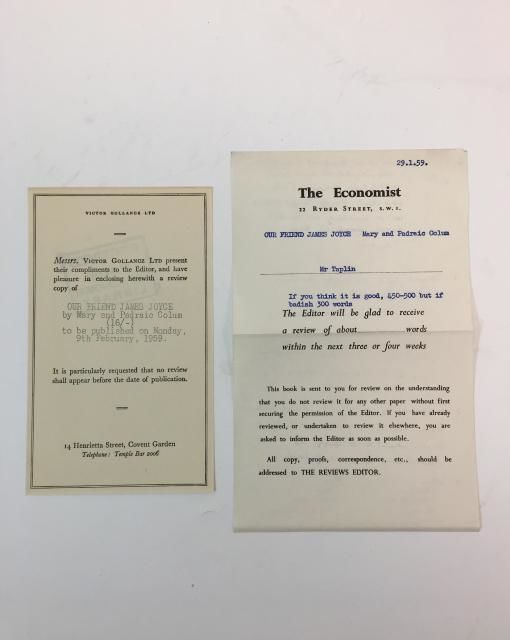 VICTOR GOLLANCZ LTD
Messrs. VICTOR GOLLANCZ LTD present
their compliments to the Editor, and have
pleasure in enclosing herewith a review
copy of
OUR FRIEND JAMES JOYCE
by Mary and Padraic Colum
(16/-)
to be published on Monday,
9th February, 1959.
It is particularly requested that no review
shall appear before the date of publication.
14 Henrietta Street, Covent Garden
Telephone: Temple Bar 2006
29.1.59.
The Economist
22 RYDER STREET, S.W.1.
OUR FRIEND JAMES JOYCE Mary and Padraic Colum
Mr Taplin
If you think it is good, 450-500 but if
badish 300 words
The Editor will be glad to receive
a review of about words
within the next three or four weeks
This book is sent to you for review on the understanding
that you do not review it for any other paper without first
securing the permission of the Editor. If you have already
reviewed, or undertaken to review it elsewhere, you are
asked to inform the Editor as soon as possible.
All copy, proofs, correspondence, etc., should be
addressed to THE REVIEWS EDITOR.